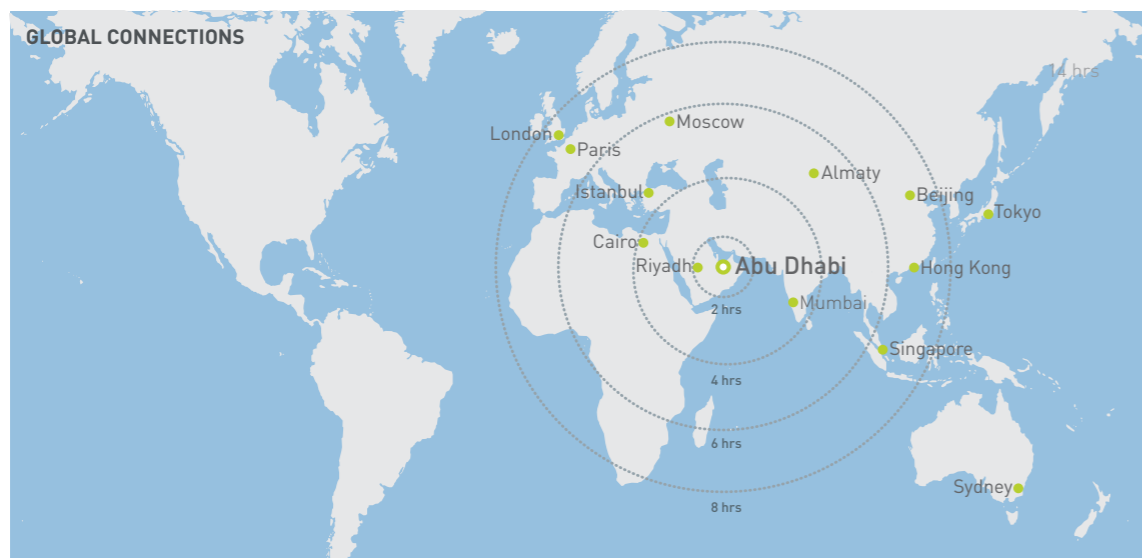 GLOBAL CONNECTIONS
14 hrs
Moscow
London
Paris
Almaty
Istanbul
Beijing
Tokyo
Cairo
Riyadh
Abu Dhabi
Hong Kong
Mumbai
2 hrs
Singapore
4 hrs
6 hrs
Sydney
8 hrs